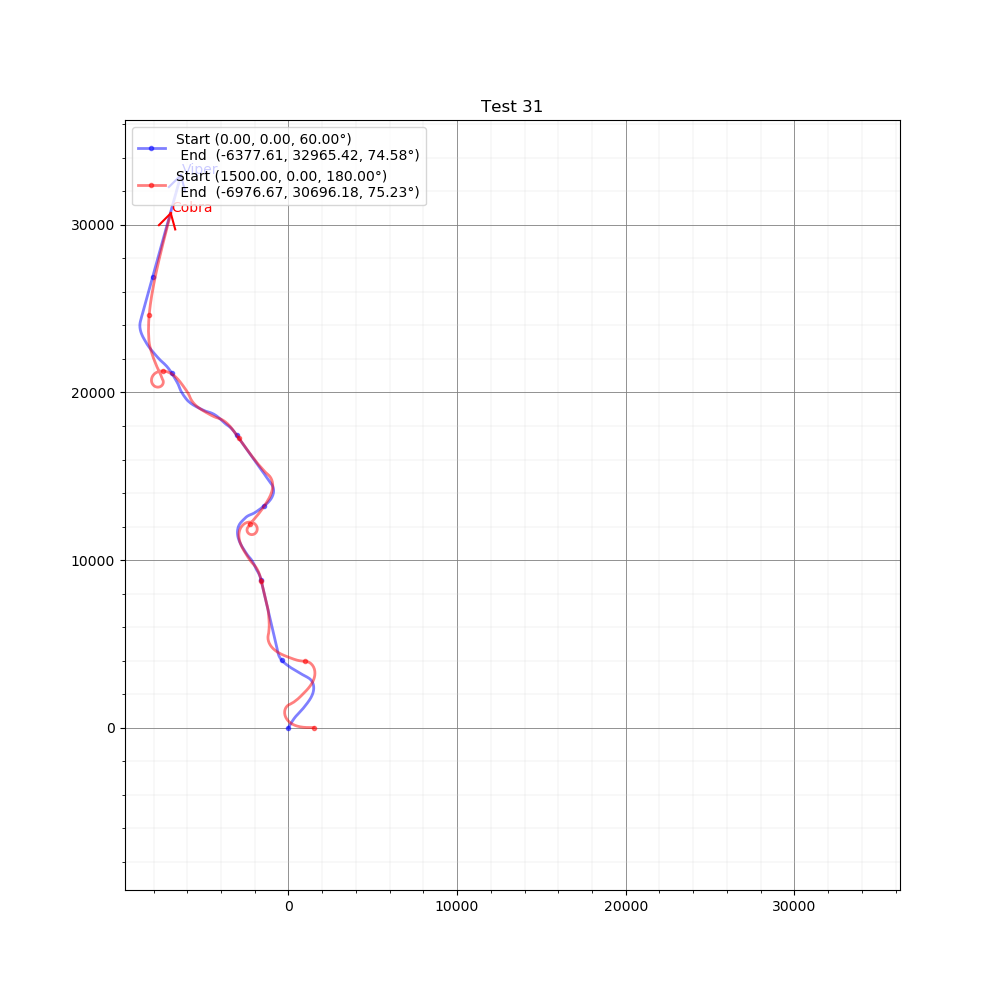 Test 31
Start (0.00, 0.00, 60.00°)
End  (-6377.61, 32965.42, 74.58°)
Start (1500.00, 0.00, 180.00°)
End  (-6976.67, 30696.18, 75.23°)
Viper
Cobra
30000
20000
10000
0
0
10000
20000
30000